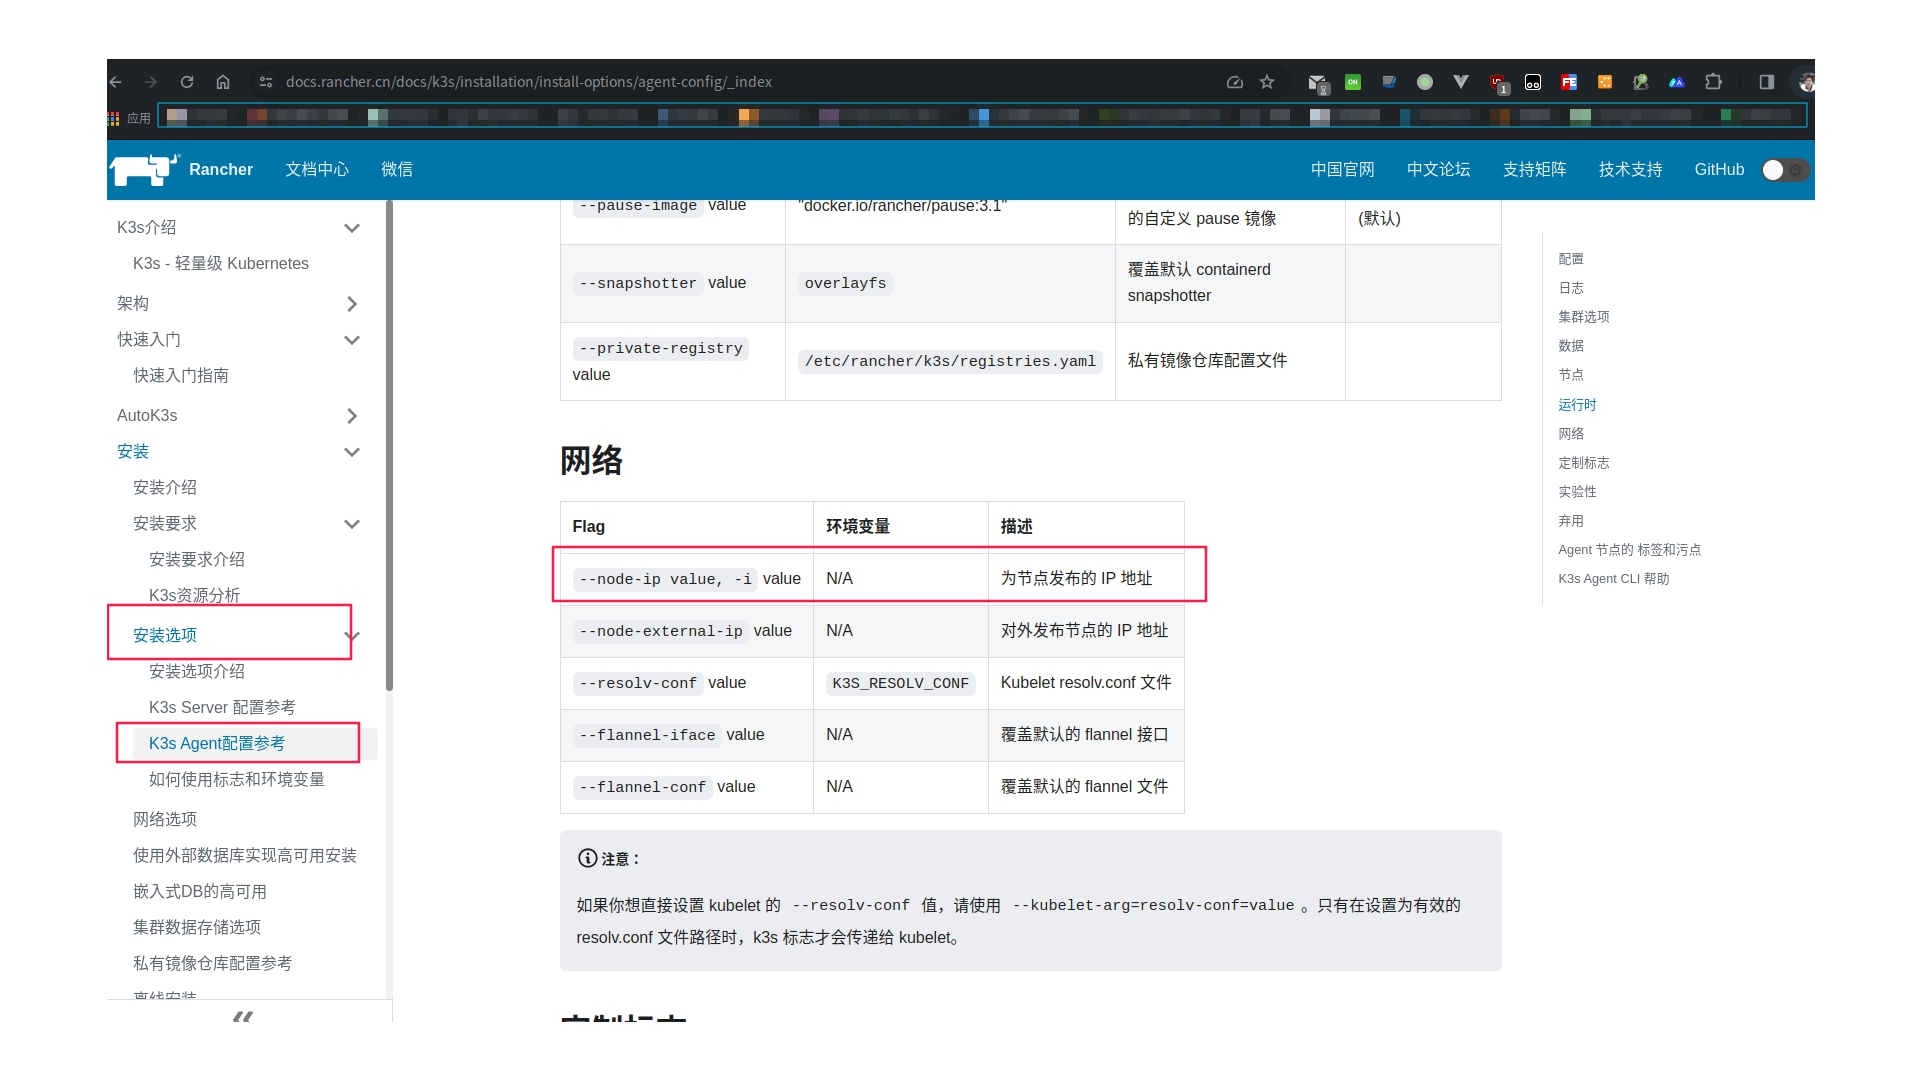 docs.rancher.cn/docs/k3s/installation/install-options/agent-config/_index
应用
Rancher 文档中心 微信 中国官网 中文论坛 支持矩阵 技术支持 GitHub
K3s介绍
K3s - 轻量级 Kubernetes
架构
快速入门
快速入门指南
AutoK3s
安装
安装介绍
安装要求
安装要求介绍
K3s资源分析
安装选项
安装选项介绍
K3s Server 配置参考
K3s Agent配置参考
如何使用标志和环境变量
网络选项
使用外部数据库实现高可用安装
嵌入式DB的高可用
集群数据存储选项
私有镜像仓库配置参考
离线安装
--pause-image value "docker.io/rancher/pause:3.1" 的自定义 pause 镜像 (默认)
--snapshotter value overlayfs 覆盖默认 containerd
snapshotter
--private-registry
value /etc/rancher/k3s/registries.yaml 私有镜像仓库配置文件
网络
Flag 环境变量 描述
--node-ip value, -i value N/A 为节点发布的 IP 地址
--node-external-ip value N/A 对外发布节点的 IP 地址
--resolv-conf value K3S_RESOLV_CONF Kubelet resolv.conf 文件
--flannel-iface value N/A 覆盖默认的 flannel 接口
--flannel-conf value N/A 覆盖默认的 flannel 文件
注意：
如果你想直接设置 kubelet 的 --resolv-conf 值，请使用 --kubelet-arg=resolv-conf=value 。只有在设置为有效的
resolv.conf 文件路径时，k3s 标志才会传递给 kubelet。
定制标志
配置
日志
集群选项
数据
节点
运行时
网络
定制标志
实验性
弃用
Agent 节点的 标签和污点
K3s Agent CLI 帮助